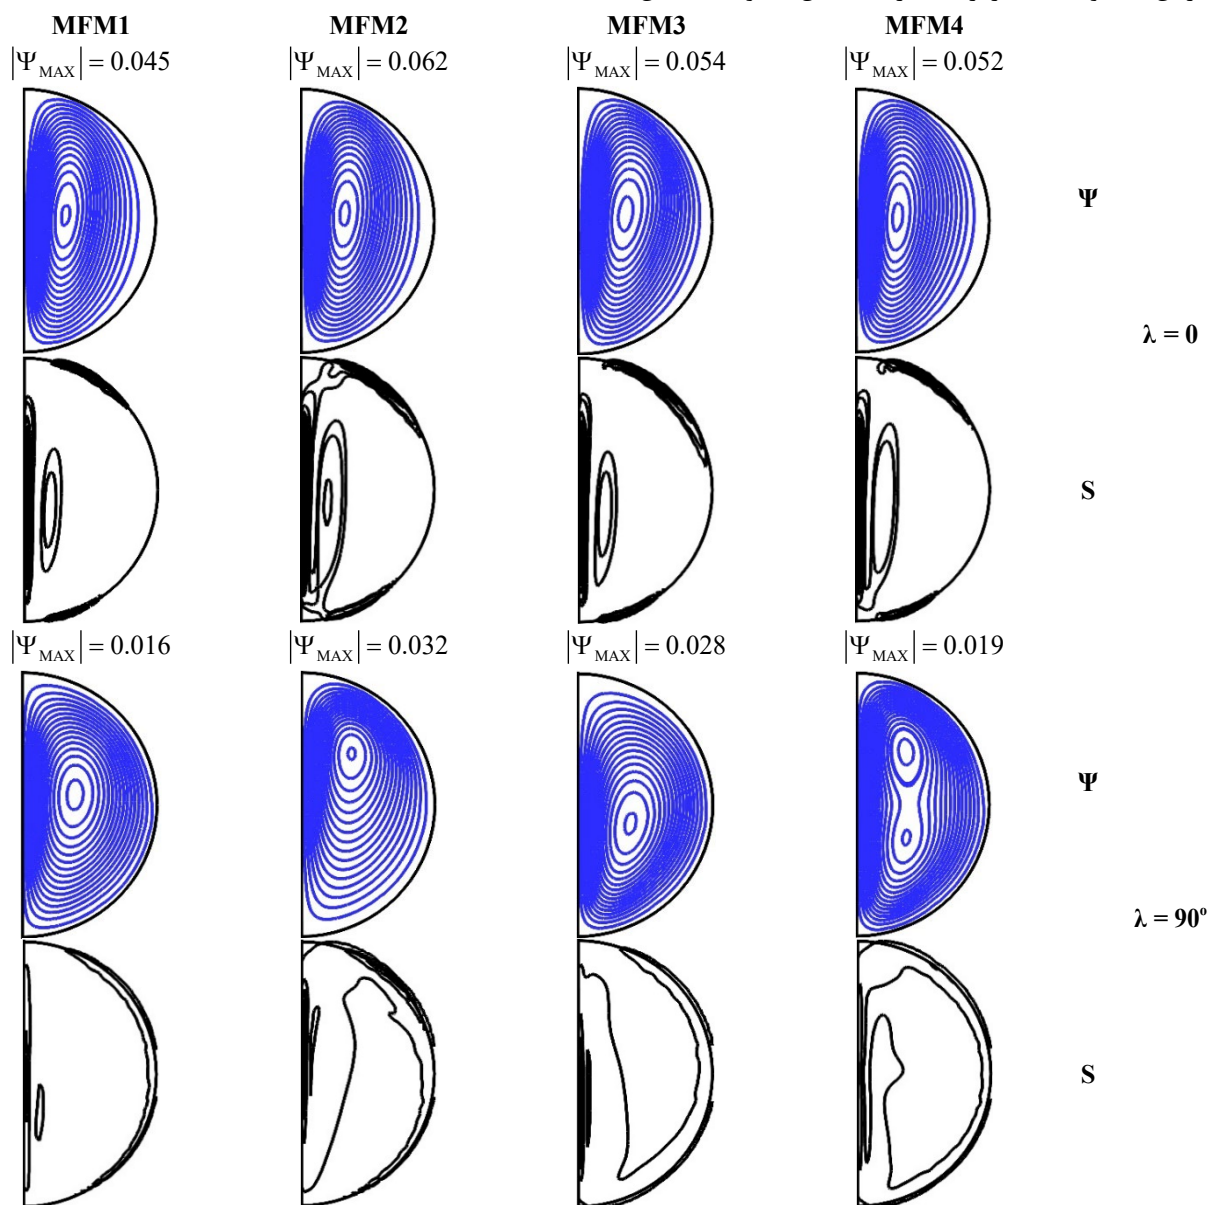 MFM1 MFM2 MFM3 MFM4
|Ψ_MAX| = 0.045 |Ψ_MAX| = 0.062 |Ψ_MAX| = 0.054 |Ψ_MAX| = 0.052
Ψ
λ = 0
S
|Ψ_MAX| = 0.016 |Ψ_MAX| = 0.032 |Ψ_MAX| = 0.028 |Ψ_MAX| = 0.019
Ψ
λ = 90º
S